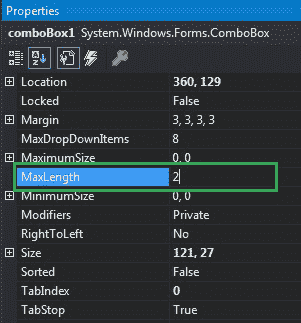 Properties
comboBox1 System.Windows.Forms.ComboBox
Location 360, 129
Locked False
Margin 3, 3, 3, 3
MaxDropDownItems 8
MaximumSize 0, 0
MaxLength 2
MinimumSize 0, 0
Modifiers Private
RightToLeft No
Size 121, 27
Sorted False
TabIndex 0
TabStop True